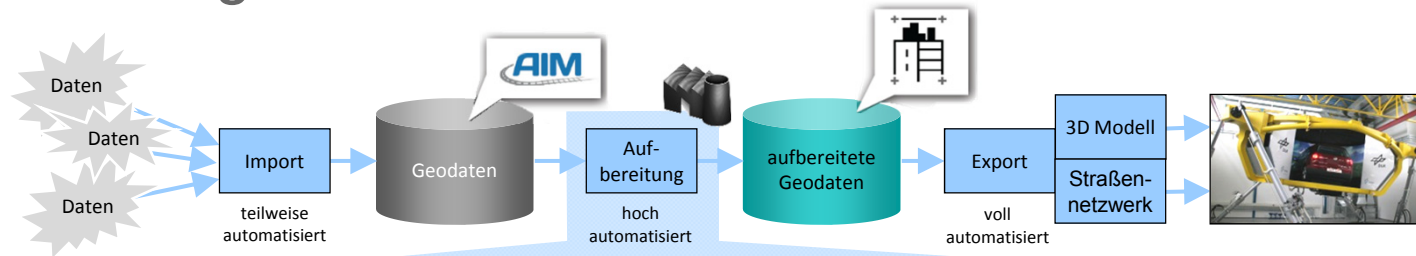 Daten
Daten
Daten
Import
teilweise
automatisiert
AIM
Geodaten
Auf-
bereitung
hoch
automatisiert
aufbereitete
Geodaten
Export
voll
automatisiert
3D Modell
Straßen-
netzwerk